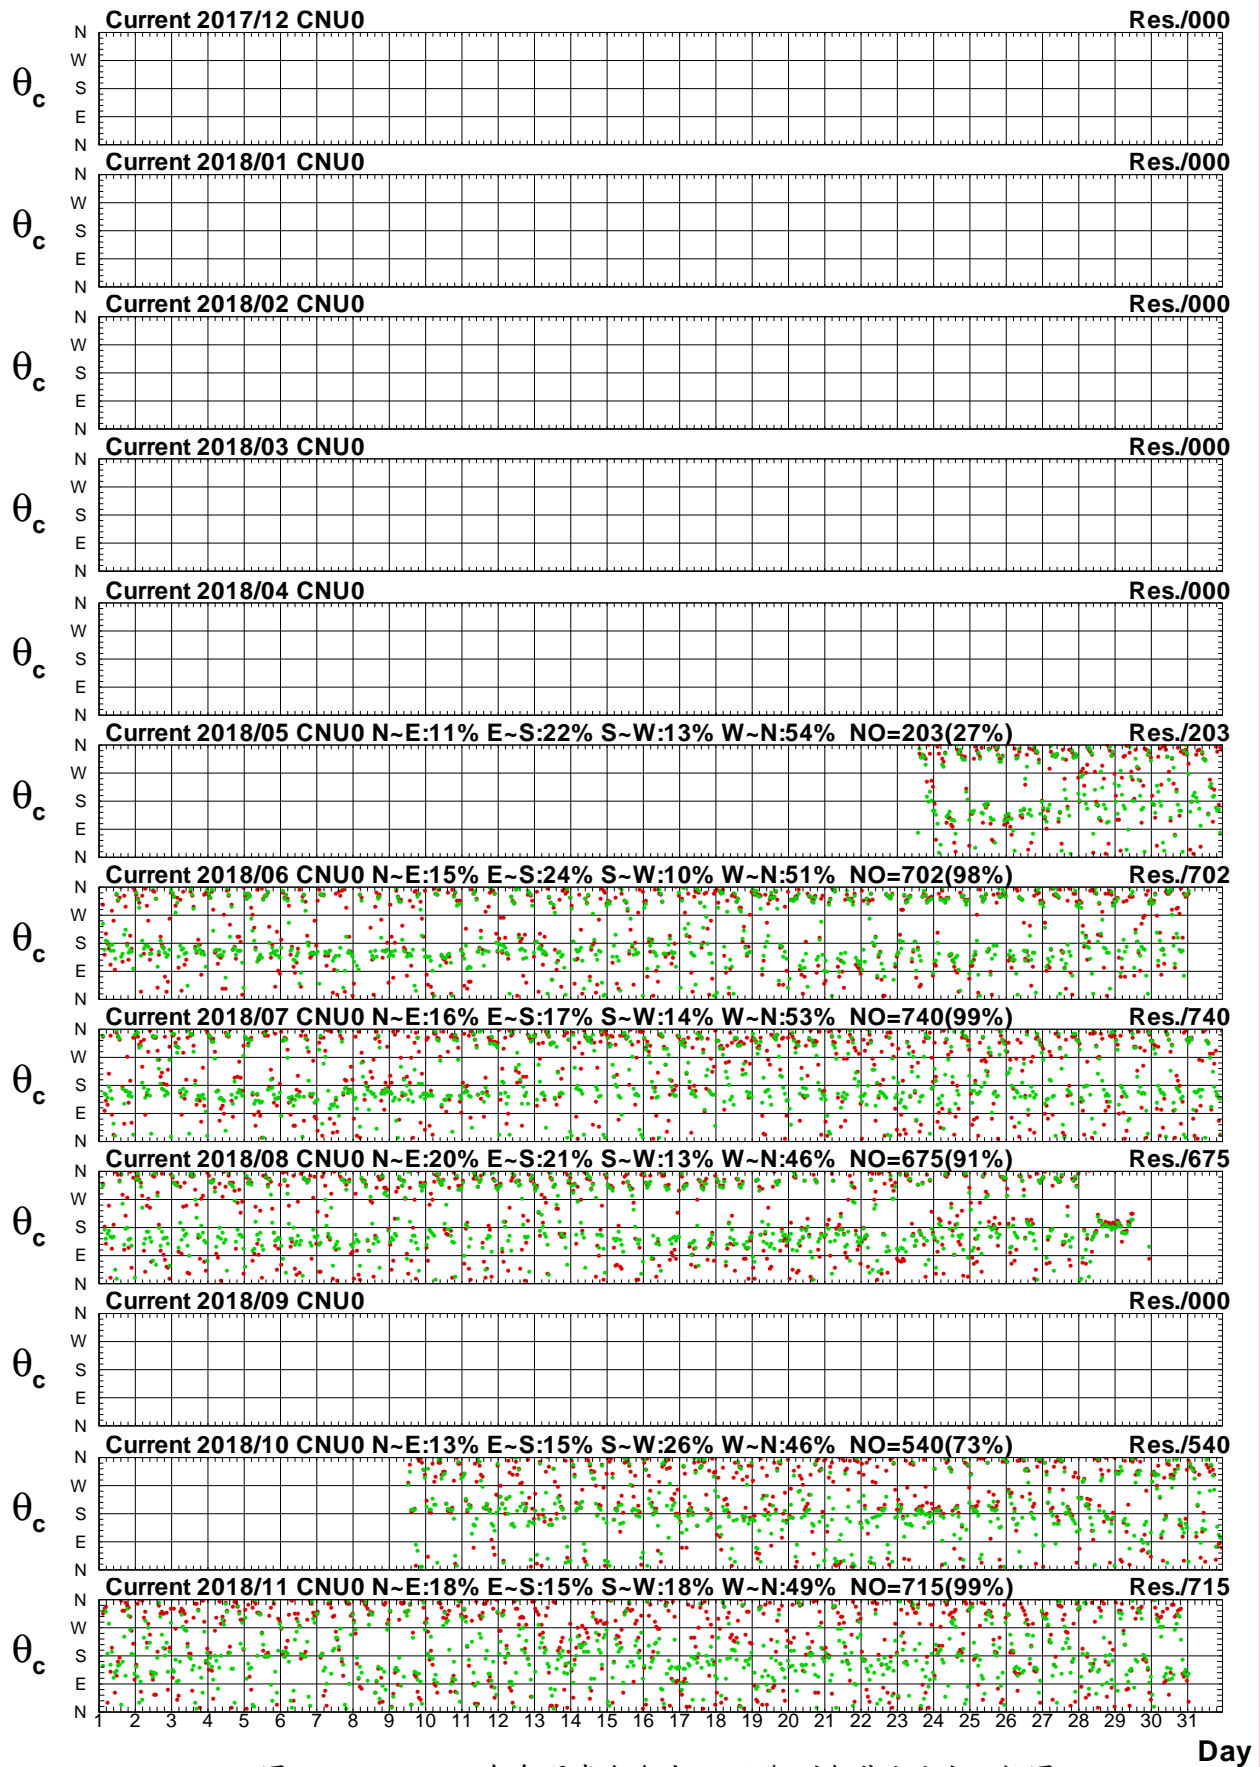 Current 2017/12 CNU0 Res./000
N
W
θc S
E
N
Current 2018/01 CNU0 Res./000
N
W
θc S
E
N
Current 2018/02 CNU0 Res./000
N
W
θc S
E
N
Current 2018/03 CNU0 Res./000
N
W
θc S
E
N
Current 2018/04 CNU0 Res./000
N
W
θc S
E
N
Current 2018/05 CNU0 N~E:11% E~S:22% S~W:13% W~N:54% NO=203(27%) Res./203
N
W
θc S
E
N
Current 2018/06 CNU0 N~E:15% E~S:24% S~W:10% W~N:51% NO=702(98%) Res./702
N
W
θc S
E
N
Current 2018/07 CNU0 N~E:16% E~S:17% S~W:14% W~N:53% NO=740(99%) Res./740
N
W
θc S
E
N
Current 2018/08 CNU0 N~E:20% E~S:21% S~W:13% W~N:46% NO=675(91%) Res./675
N
W
θc S
E
N
Current 2018/09 CNU0 Res./000
N
W
θc S
E
N
Current 2018/10 CNU0 N~E:13% E~S:15% S~W:26% W~N:46% NO=540(73%) Res./540
N
W
θc S
E
N
Current 2018/11 CNU0 N~E:18% E~S:15% S~W:18% W~N:49% NO=715(99%) Res./715
N
W
θc S
E
N
1 2 3 4 5 6 7 8 9 10 11 12 13 14 15 16 17 18 19 20 21 22 23 24 25 26 27 28 29 30 31
Day